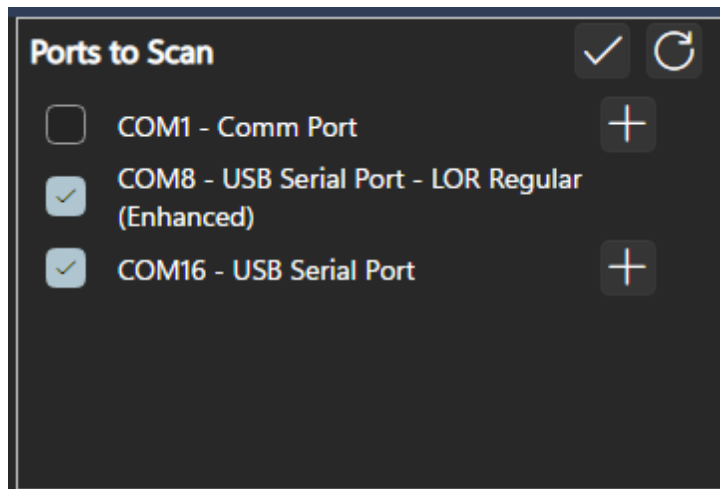 Ports to Scan
COM1 - Comm Port
COM8 - USB Serial Port - LOR Regular
(Enhanced)
COM16 - USB Serial Port